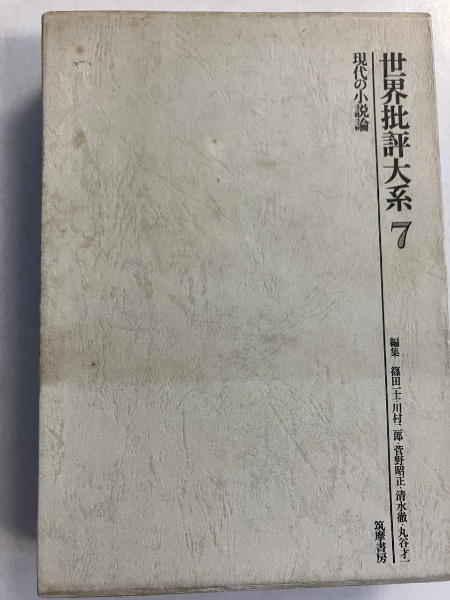 世界批評大系 7
現代の小説論
編集 篠田一士・川村二郎・菅野昭正・清水徹・丸谷才一
筑摩書房